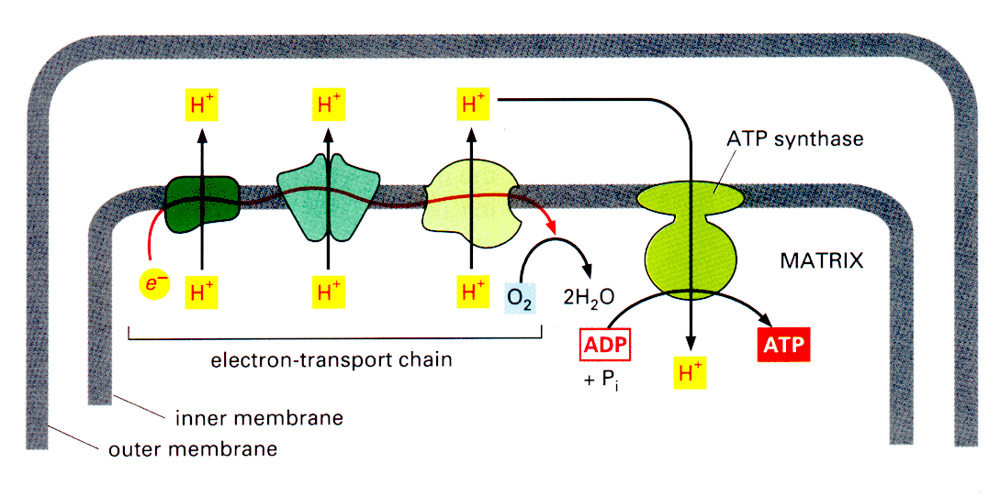 H⁺ H⁺ H⁺
ATP synthase
MATRIX
e⁻ H⁺ H⁺ H⁺ O₂ 2H₂O
ADP ATP
+ Pᵢ H⁺
electron-transport chain
inner membrane
outer membrane